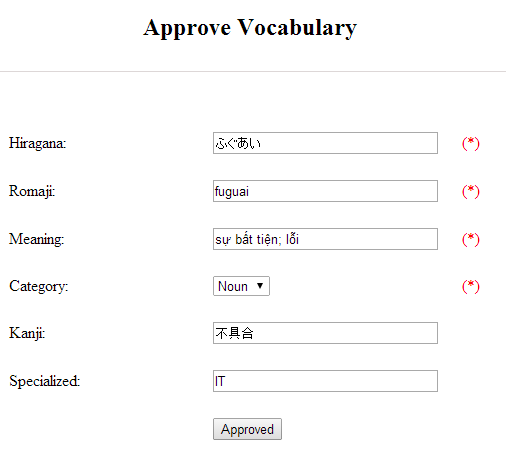 Approve Vocabulary
Hiragana: ふぐあい (*)
Romaji: fuguai (*)
Meaning: sự bất tiện; lỗi (*)
Category: Noun ▼ (*)
Kanji: 不具合
Specialized: IT
Approved